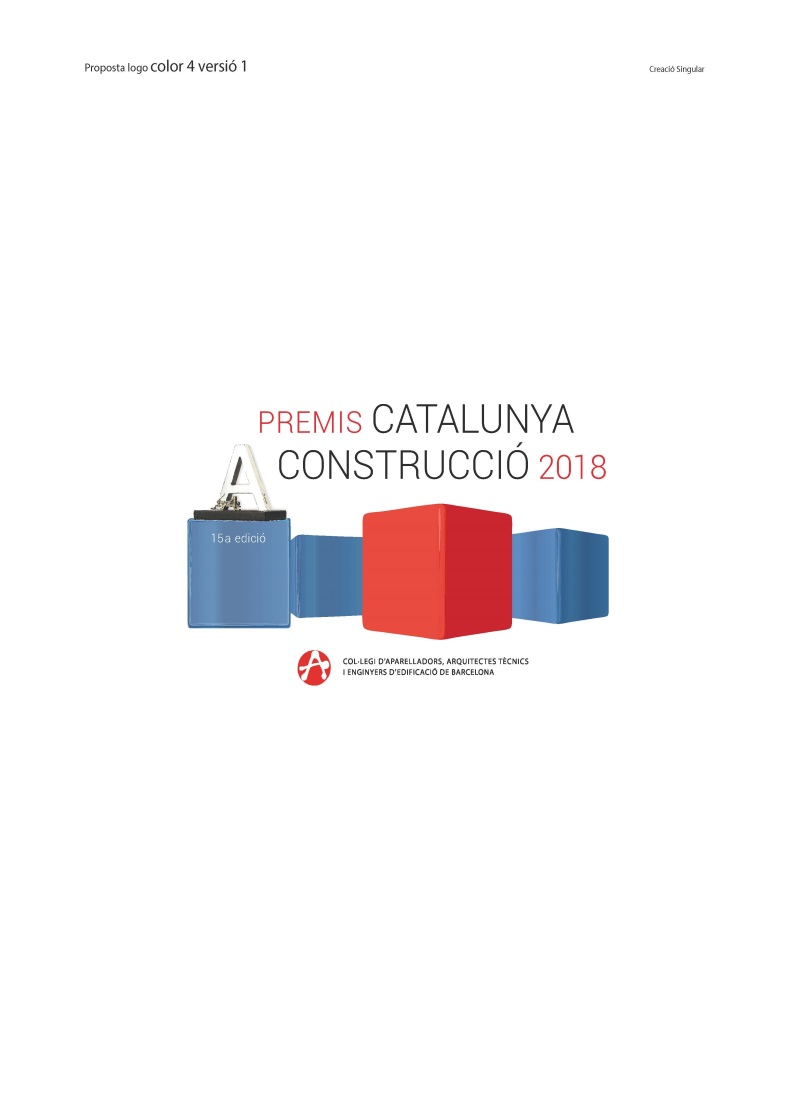 Proposta logo color 4 versió 1
Creació Singular
PREMIS CATALUNYA
CONSTRUCCIÓ 2018
15a edició
COL·LEGI D'APARELLADORS, ARQUITECTES TÈCNICS
I ENGINYERS D'EDIFICACIÓ DE BARCELONA